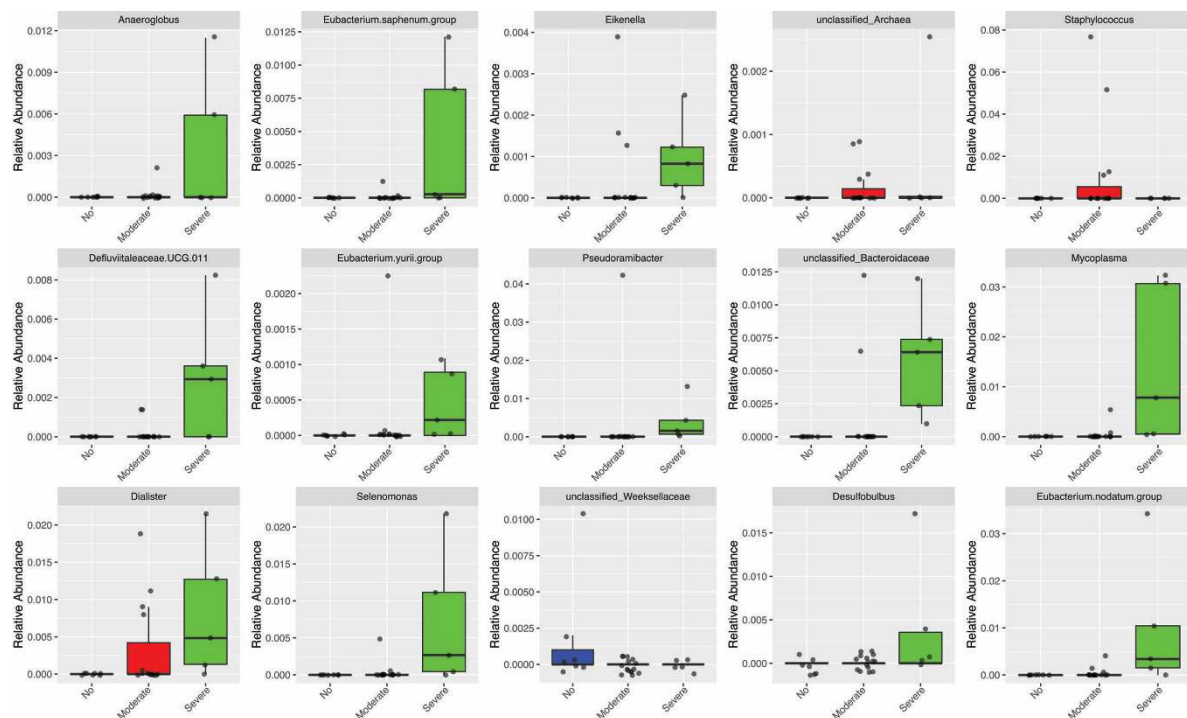 Anaeroglobus
Relative Abundance
0.012
0.009
0.006
0.003
0.000
No
Moderate
Severe
Eubacterium.saphenum.group
Relative Abundance
0.0125
0.0100
0.0075
0.0050
0.0025
0.0000
No
Moderate
Severe
Eikenella
Relative Abundance
0.004
0.003
0.002
0.001
0.000
No
Moderate
Severe
unclassified_Archaea
Relative Abundance
0.002
0.001
0.000
No
Moderate
Severe
Staphylococcus
Relative Abundance
0.08
0.06
0.04
0.02
0.00
No
Moderate
Severe
Defluviitaleaceae.UCG.011
Relative Abundance
0.008
0.006
0.004
0.002
0.000
No
Moderate
Severe
Eubacterium.yurii.group
Relative Abundance
0.0020
0.0015
0.0010
0.0005
0.0000
No
Moderate
Severe
Pseudoramibacter
Relative Abundance
0.04
0.03
0.02
0.01
0.00
No
Moderate
Severe
unclassified_Bacteroidaceae
Relative Abundance
0.0125
0.0100
0.0075
0.0050
0.0025
0.0000
No
Moderate
Severe
Mycoplasma
Relative Abundance
0.03
0.02
0.01
0.00
No
Moderate
Severe
Dialister
Relative Abundance
0.020
0.015
0.010
0.005
0.000
No
Moderate
Severe
Selenomonas
Relative Abundance
0.020
0.015
0.010
0.005
0.000
No
Moderate
Severe
unclassified_Weeksellaceae
Relative Abundance
0.0100
0.0075
0.0050
0.0025
0.0000
No
Moderate
Severe
Desulfobulbus
Relative Abundance
0.015
0.010
0.005
0.000
No
Moderate
Severe
Eubacterium.nodatum.group
Relative Abundance
0.03
0.02
0.01
0.00
No
Moderate
Severe